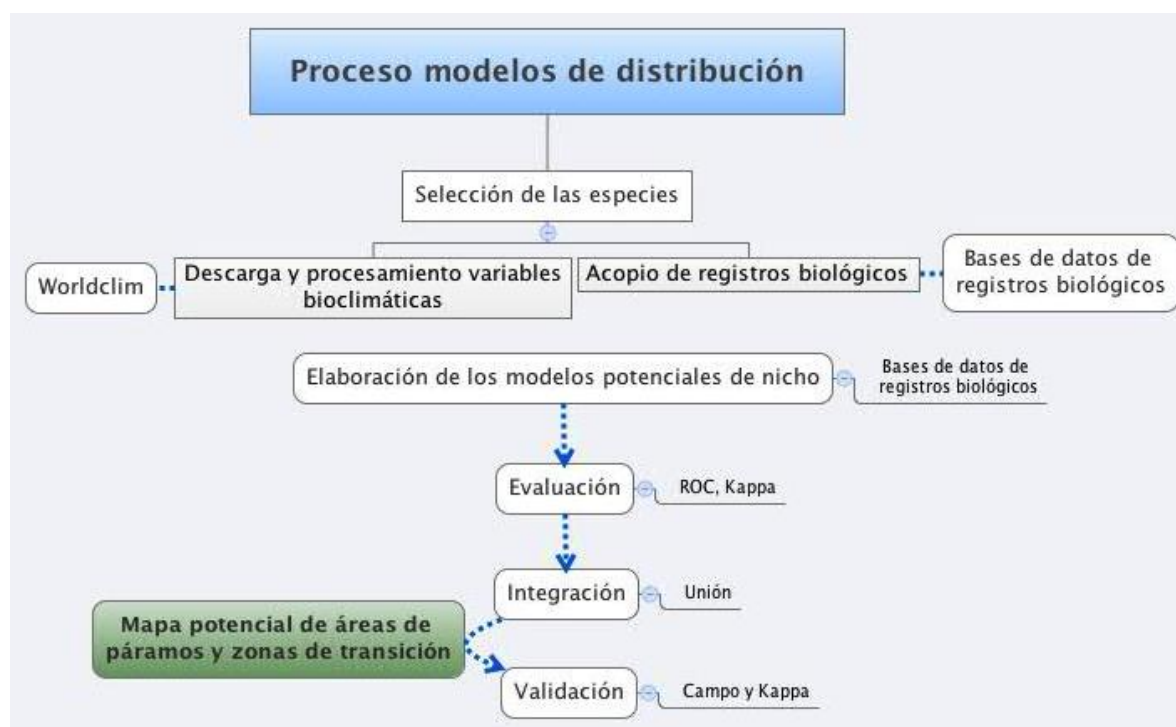 Proceso modelos de distribución
Selección de las especies
Worldclim
Descarga y procesamiento variables
bioclimáticas
Acopio de registros biológicos
Bases de datos de
registros biológicos
Elaboración de los modelos potenciales de nicho
Bases de datos de
registros biológicos
Evaluación
ROC, Kappa
Integración
Unión
Mapa potencial de áreas de
páramos y zonas de transición
Validación
Campo y Kappa